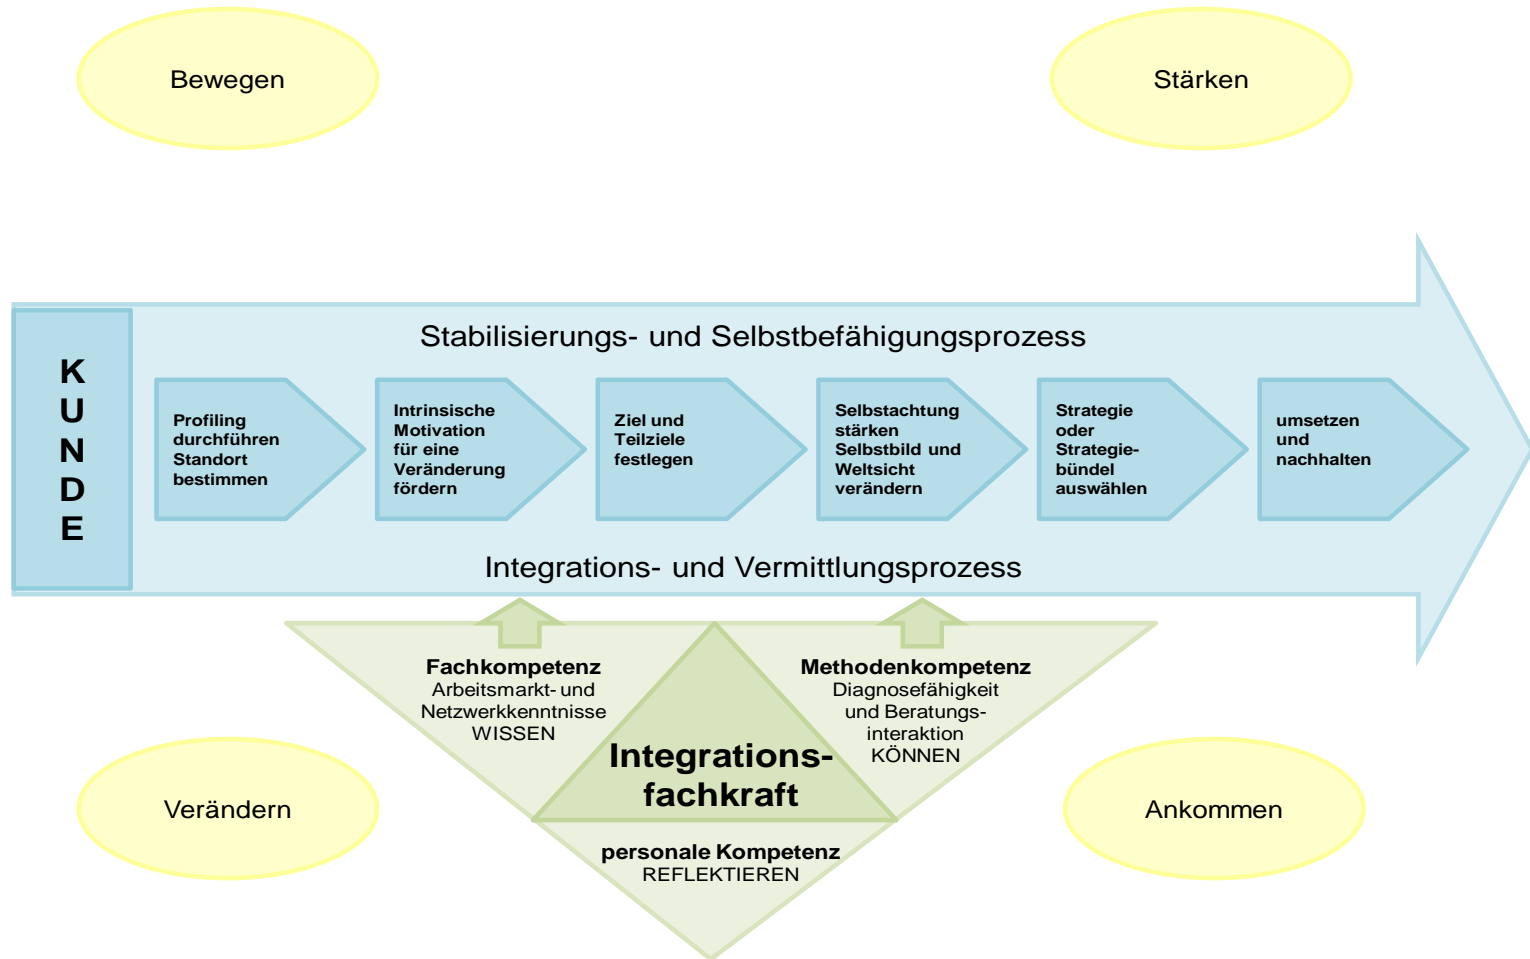 Bewegen
Stärken
Stabilisierungs- und Selbstbefähigungsprozess
K
U
N
D
E
Profiling
durchführen
Standort
bestimmen
Intrinsische
Motivation
für eine
Veränderung
fördern
Ziel und
Teilziele
festlegen
Selbstachtung
stärken
Selbstbild und
Weltsicht
verändern
Strategie
oder
Strategie-
bündel
auswählen
umsetzen
und
nachhalten
Integrations- und Vermittlungsprozess
Fachkompetenz
Arbeitsmarkt- und
Netzwerkkenntnisse
WISSEN
Methodenkompetenz
Diagnosefähigkeit
und Beratungs-
interaktion
KÖNNEN
Integrations-
fachkraft
personale Kompetenz
REFLEKTIEREN
Verändern
Ankommen